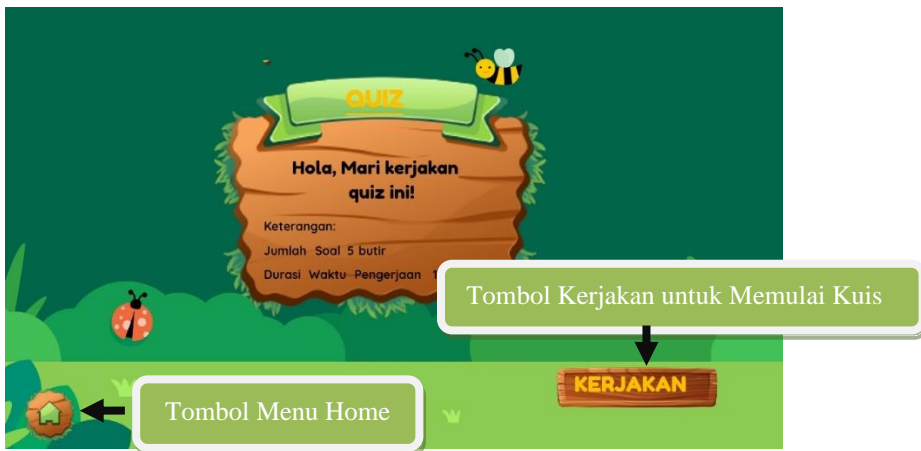 QUIZ
Hola, Mari kerjakan
quiz ini!
Keterangan:
Jumlah Soal 5 butir
Durasi Waktu Pengerjaan
Tombol Kerjakan untuk Memulai Kuis
KERJAKAN
Tombol Menu Home